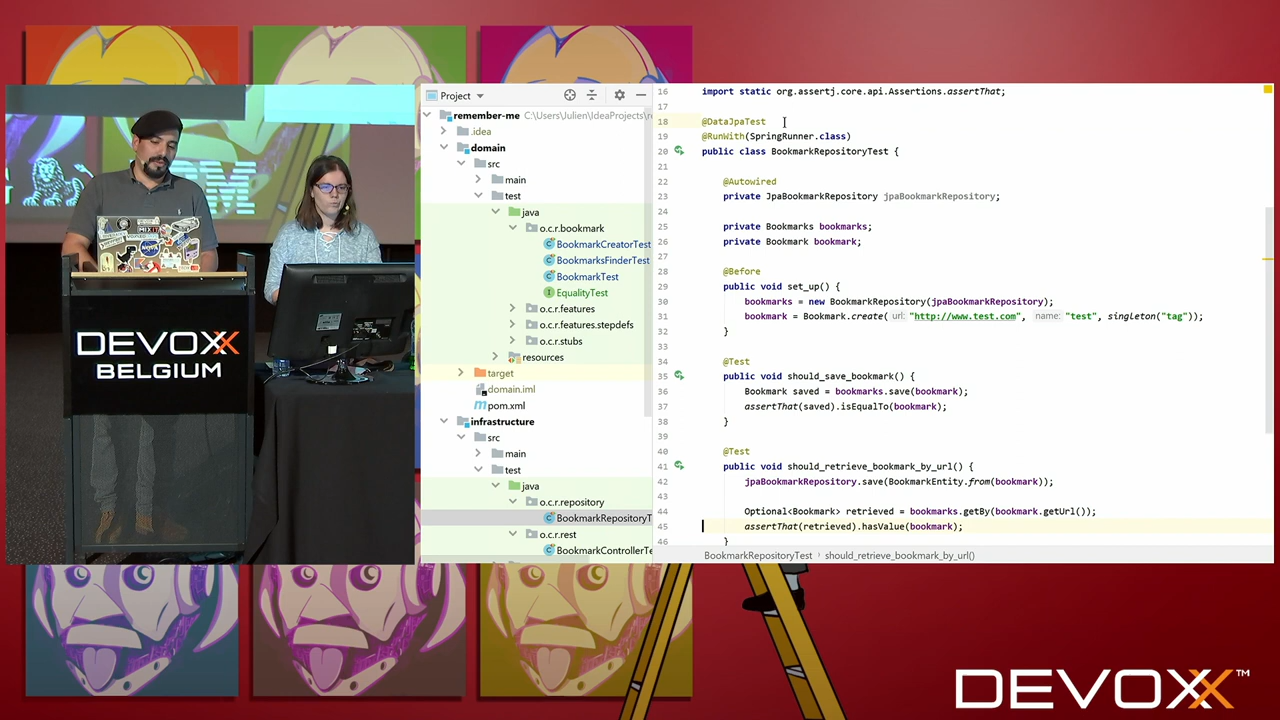 DEVOXX
BELGIUM
MIXIT
NASA
Project
remember-me C:\Users\Julien\IdeaProjects\re
.idea
domain
src
main
test
java
o.c.r.bookmark
BookmarkCreatorTest
BookmarksFinderTest
BookmarkTest
EqualityTest
o.c.r.features
o.c.r.features.stepdefs
o.c.r.stubs
resources
target
domain.iml
pom.xml
infrastructure
src
main
test
java
o.c.r.repository
BookmarkRepositoryT
o.c.r.rest
BookmarkControllerTe
16 import static org.assertj.core.api.Assertions.assertThat;
17
18 @DataJpaTest
19 @RunWith(SpringRunner.class)
20 public class BookmarkRepositoryTest {
21
22 @Autowired
23 private JpaBookmarkRepository jpaBookmarkRepository;
24
25 private Bookmarks bookmarks;
26 private Bookmark bookmark;
27
28 @Before
29 public void set_up() {
30 bookmarks = new BookmarkRepository(jpaBookmarkRepository);
31 bookmark = Bookmark.create( url: "http://www.test.com", name: "test", singleton("tag"));
32 }
33
34 @Test
35 public void should_save_bookmark() {
36 Bookmark saved = bookmarks.save(bookmark);
37 assertThat(saved).isEqualTo(bookmark);
38 }
39
40 @Test
41 public void should_retrieve_bookmark_by_url() {
42 jpaBookmarkRepository.save(BookmarkEntity.from(bookmark));
43
44 Optional<Bookmark> retrieved = bookmarks.getBy(bookmark.getUrl());
45 assertThat(retrieved).hasValue(bookmark);
46 }
BookmarkRepositoryTest › should_retrieve_bookmark_by_url()
DEVOXX™